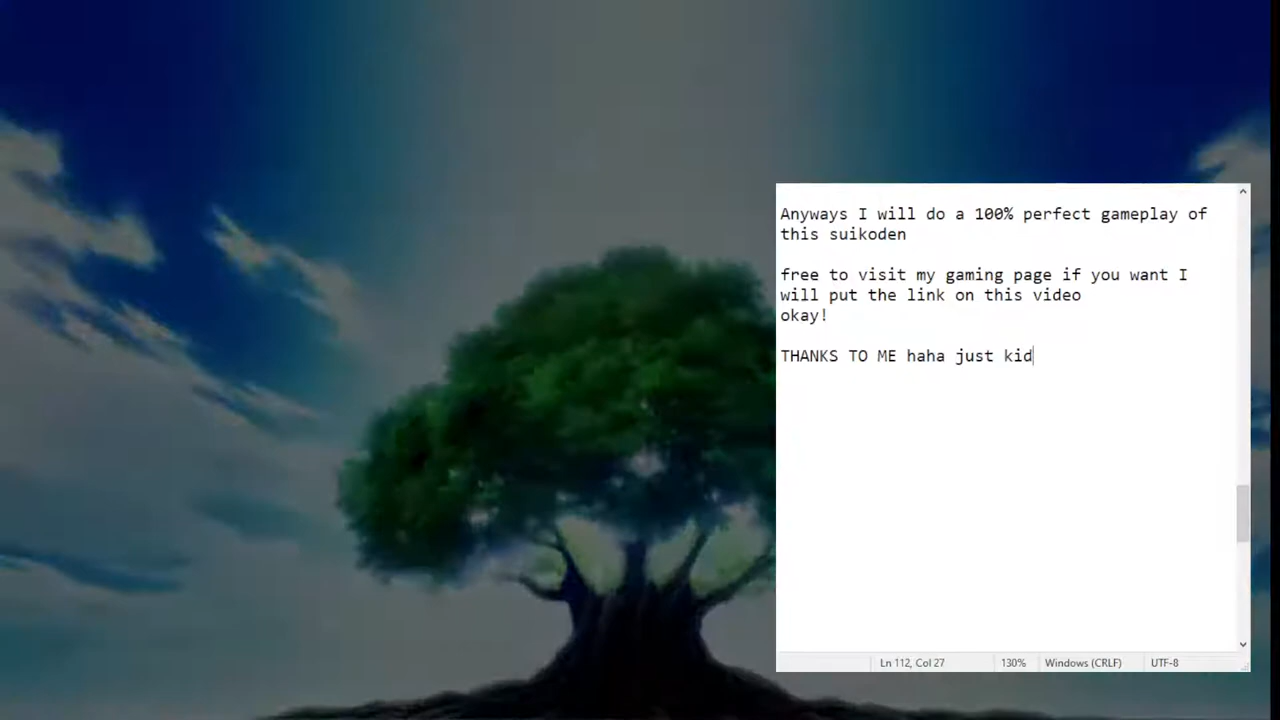 Anyways I will do a 100% perfect gameplay of
this suikoden
free to visit my gaming page if you want I
will put the link on this video
okay!
THANKS TO ME haha just kid
Ln 112, Col 27 130% Windows (CRLF) UTF-8